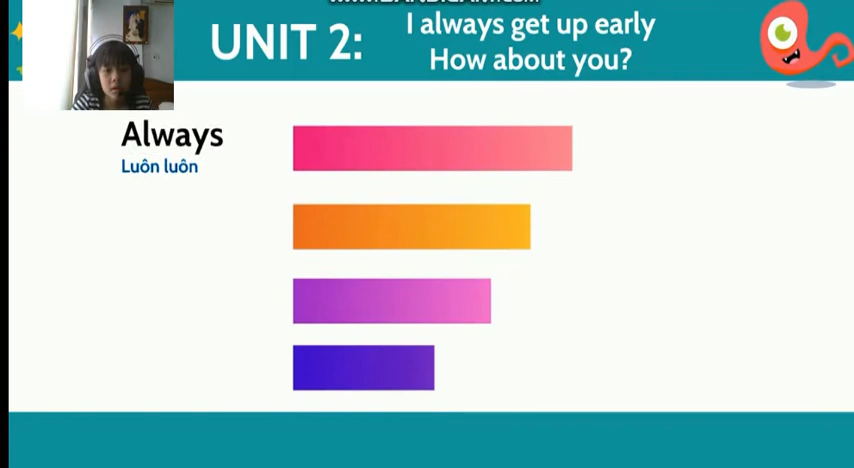 UNIT 2:
I always get up early
How about you?
Always
Luôn luôn